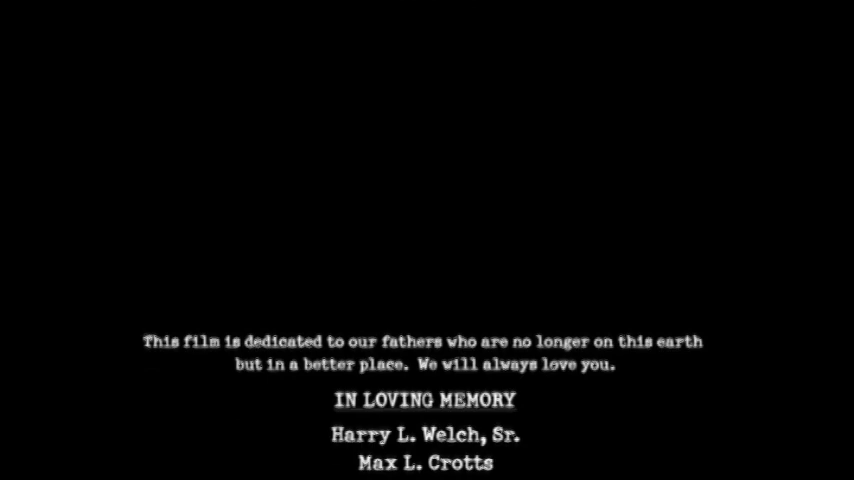 This film is dedicated to our fathers who are no longer on this earth
but in a better place. We will always love you.
IN LOVING MEMORY
Harry L. Welch, Sr.
Max L. Crotts